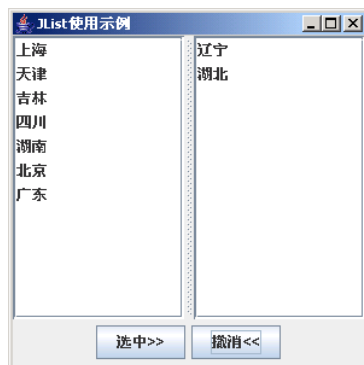 JList使用示例
上海
天津
吉林
四川
湖南
北京
广东
辽宁
湖北
选中>>
撤消<<